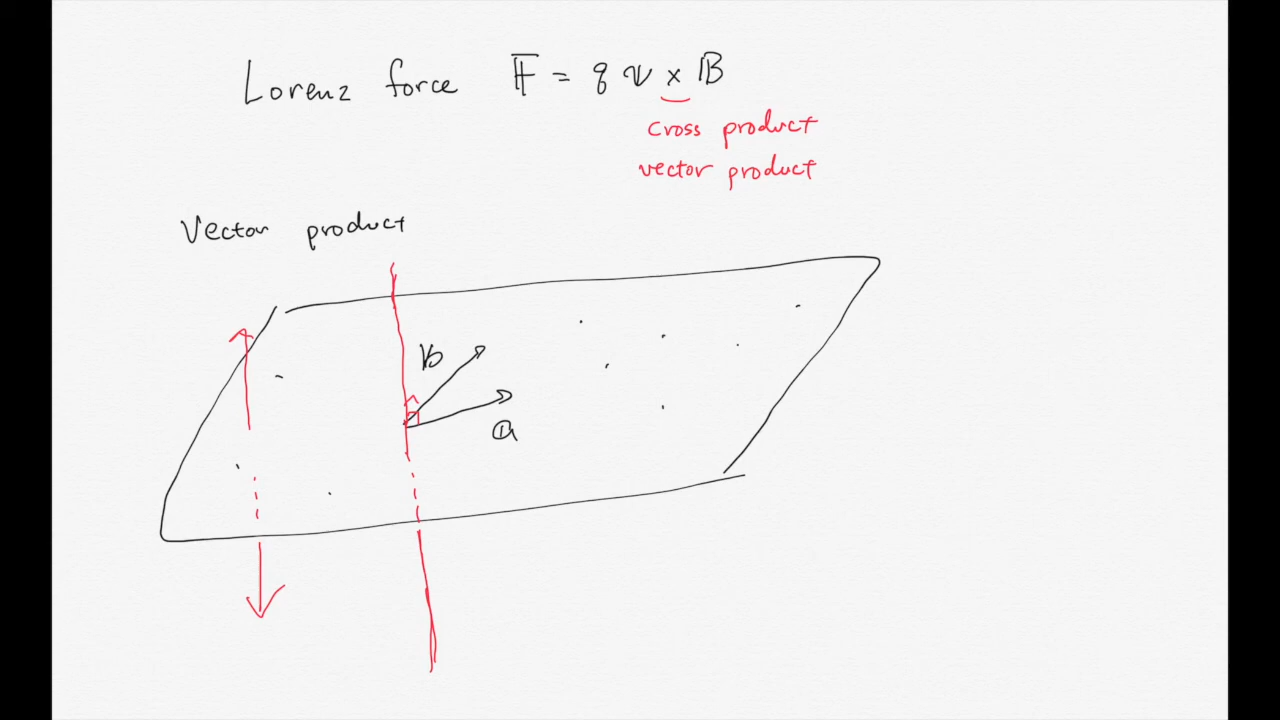 Lorenz force F = q v × B
cross product
vector product
Vector product
b
a